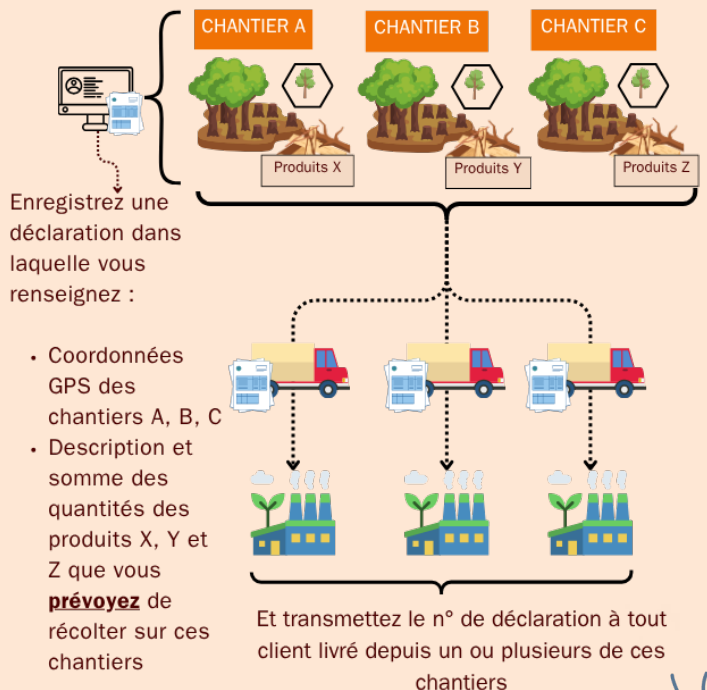 CHANTIER A
CHANTIER B
CHANTIER C
Produits X
Produits Y
Produits Z
Enregistrez une
déclaration dans
laquelle vous
renseignez :
• Coordonnées
GPS des
chantiers A, B, C
• Description et
somme des
quantités des
produits X, Y et
Z que vous
prévoyez de
récolter sur ces
chantiers
Et transmettez le n° de déclaration à tout
client livré depuis un ou plusieurs de ces
chantiers